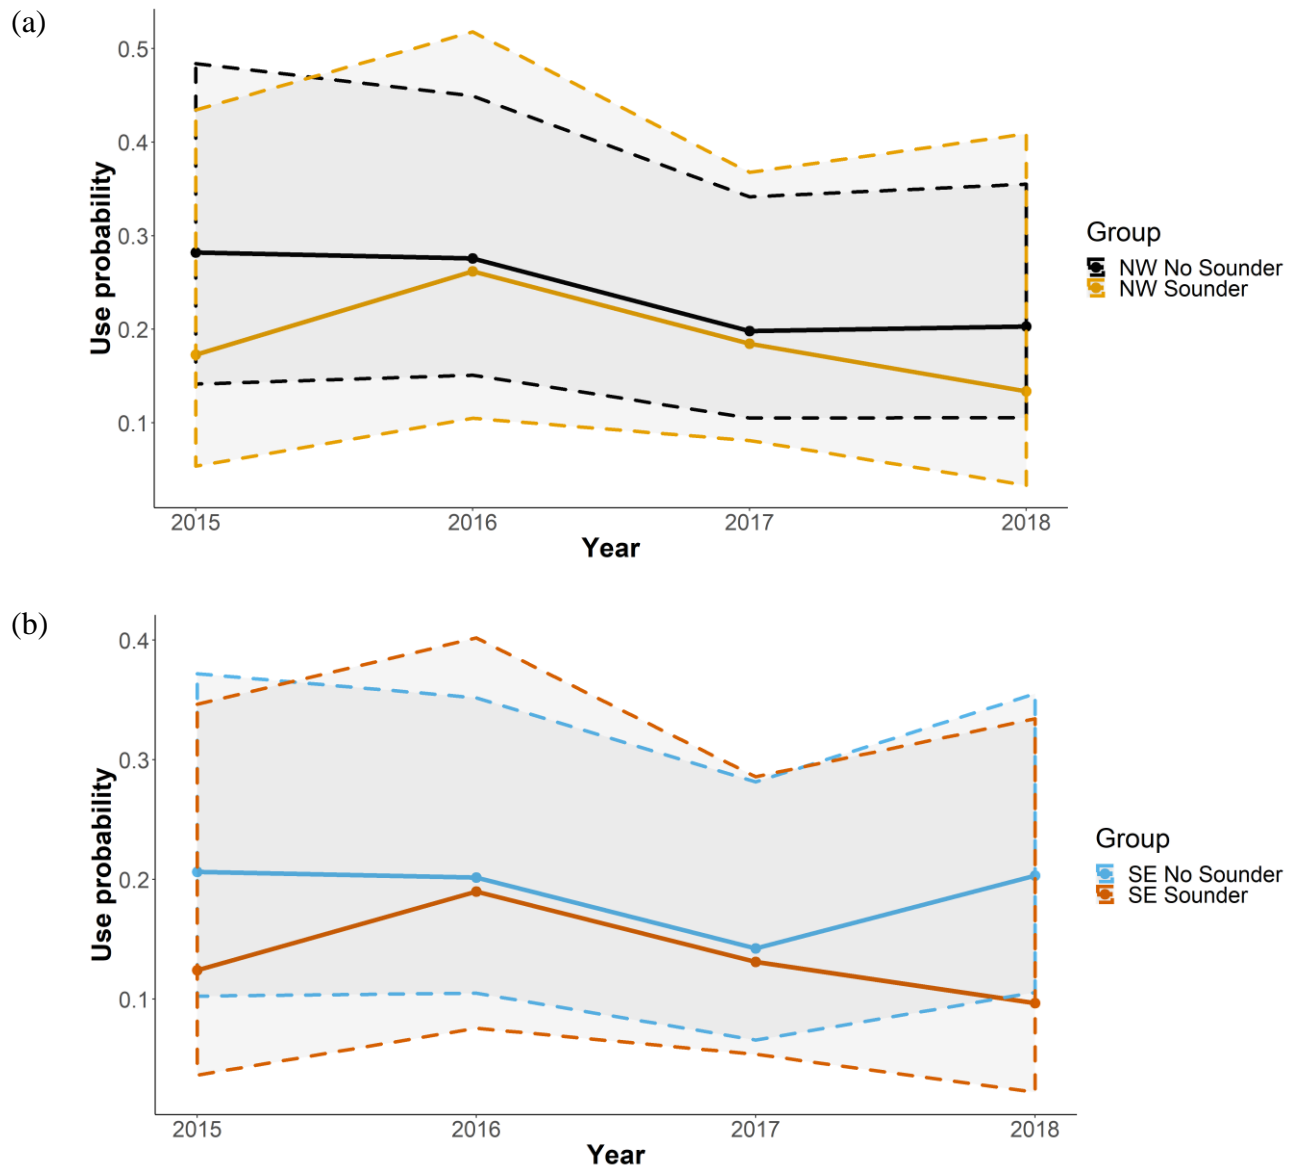 (a)
Use probability
0.5
0.4
0.3
0.2
0.1
2015 2016 2017 2018
Year
Group
NW No Sounder
NW Sounder
(b)
Use probability
0.4
0.3
0.2
0.1
2015 2016 2017 2018
Year
Group
SE No Sounder
SE Sounder